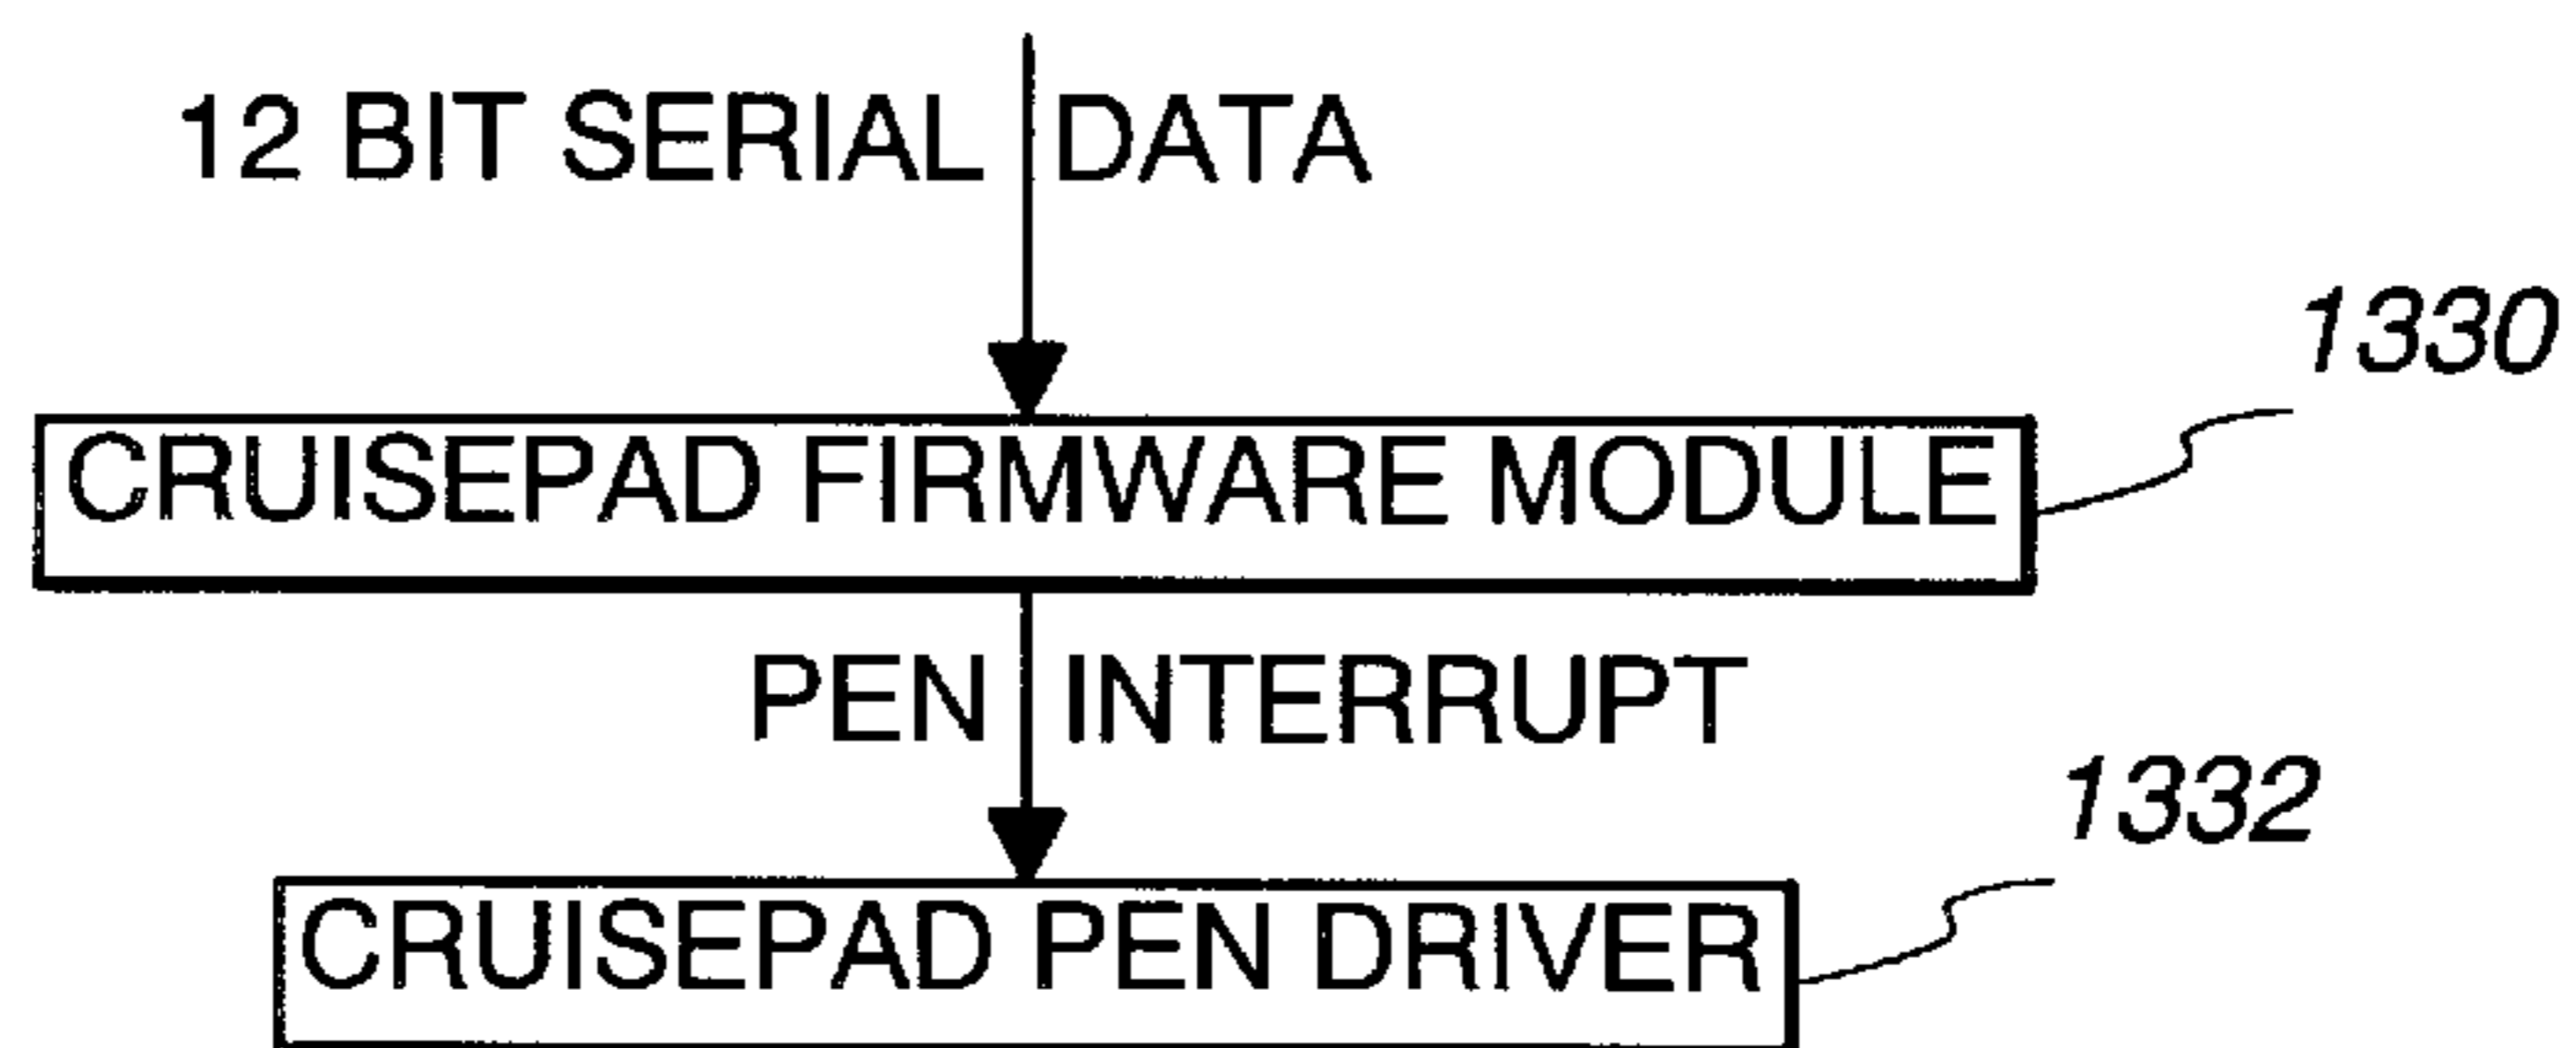 12 BIT SERIAL DATA
1330
CRUISEPAD FIRMWARE MODULE
PEN INTERRUPT
1332
CRUISEPAD PEN DRIVER